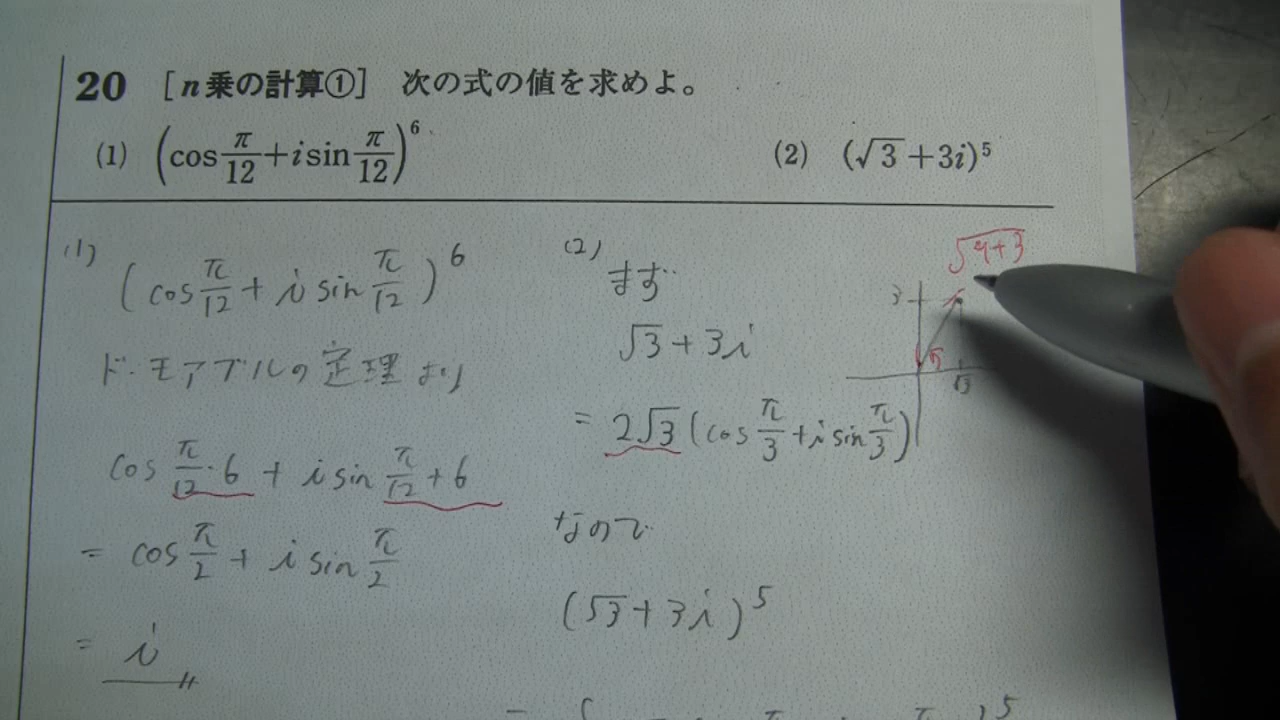 20 [n乗の計算①] 次の式の値を求めよ。
(1) (cos π/12 + i sin π/12)^6 (2) (√3 + 3i)^5
(1)
(cos π/12 + i sin π/12)^6
ド・モアブルの定理より
cos π/12・6 + i sin π/12 + 6
= cos π/2 + i sin π/2
= i
(2)
まず
√3 + 3i
= 2√3 (cos π/3 + i sin π/3)
なので
(√3 + 3i)^5
√9+3
3
√3